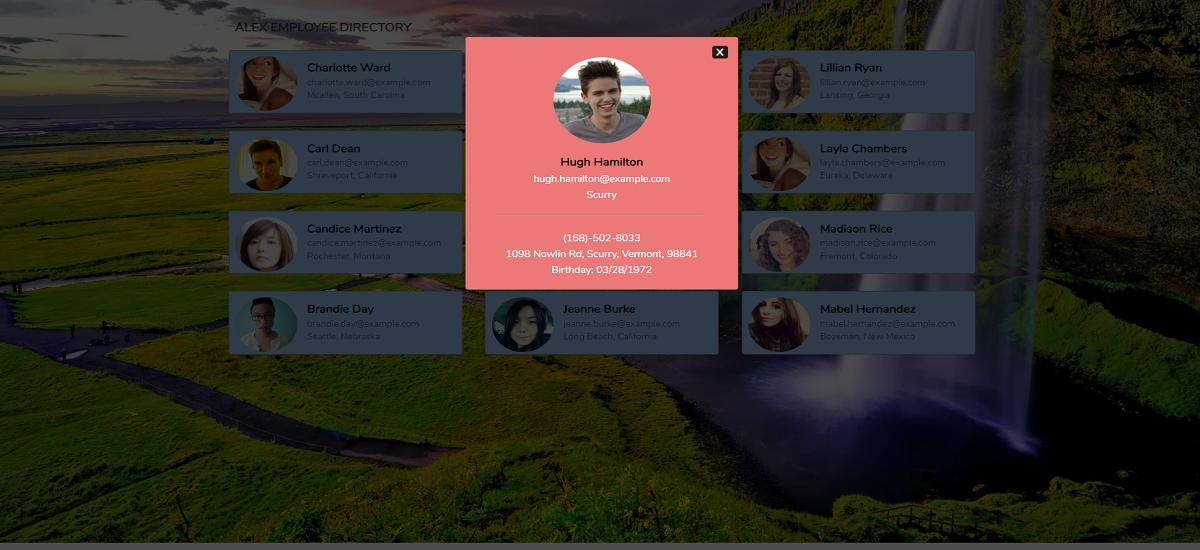 ALEX EMPLOYEE DIRECTORY
Charlotte Ward
charlotte.ward@example.com
Mcallen, South Carolina
X
Hugh Hamilton
hugh.hamilton@example.com
Scurry
(168)-502-8033
1098 Nowlin Rd, Scurry, Vermont, 98841
Birthday: 03/28/1972
Lillian Ryan
lillian.ryan@example.com
Lansing, Georgia
Carl Dean
carl.dean@example.com
Shreveport, California
Layla Chambers
layla.chambers@example.com
Eureka, Delaware
Candice Martinez
candice.martinez@example.com
Rochester, Montana
Madison Rice
madison.rice@example.com
Fremont, Colorado
Brandie Day
brandie.day@example.com
Seattle, Nebraska
Jeanne Burke
jeanne.burke@example.com
Long Beach, California
Mabel Hernandez
mabel.hernandez@example.com
Bozeman, New Mexico